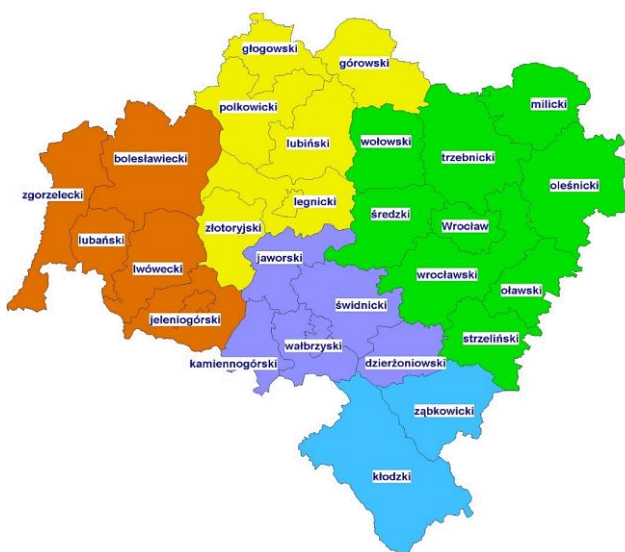 głogowski
górowski
polkowicki
milicki
lubiński
wołowski
trzebnicki
bolesławiecki
oleśnicki
zgorzelecki
legnicki
średzki
Wrocław
złotoryjski
lubański
jaworski
lwówecki
wrocławski
oławski
świdnicki
jeleniogórski
strzeliński
wałbrzyski
kamiennogórski
dzierżoniowski
ząbkowicki
kłodzki